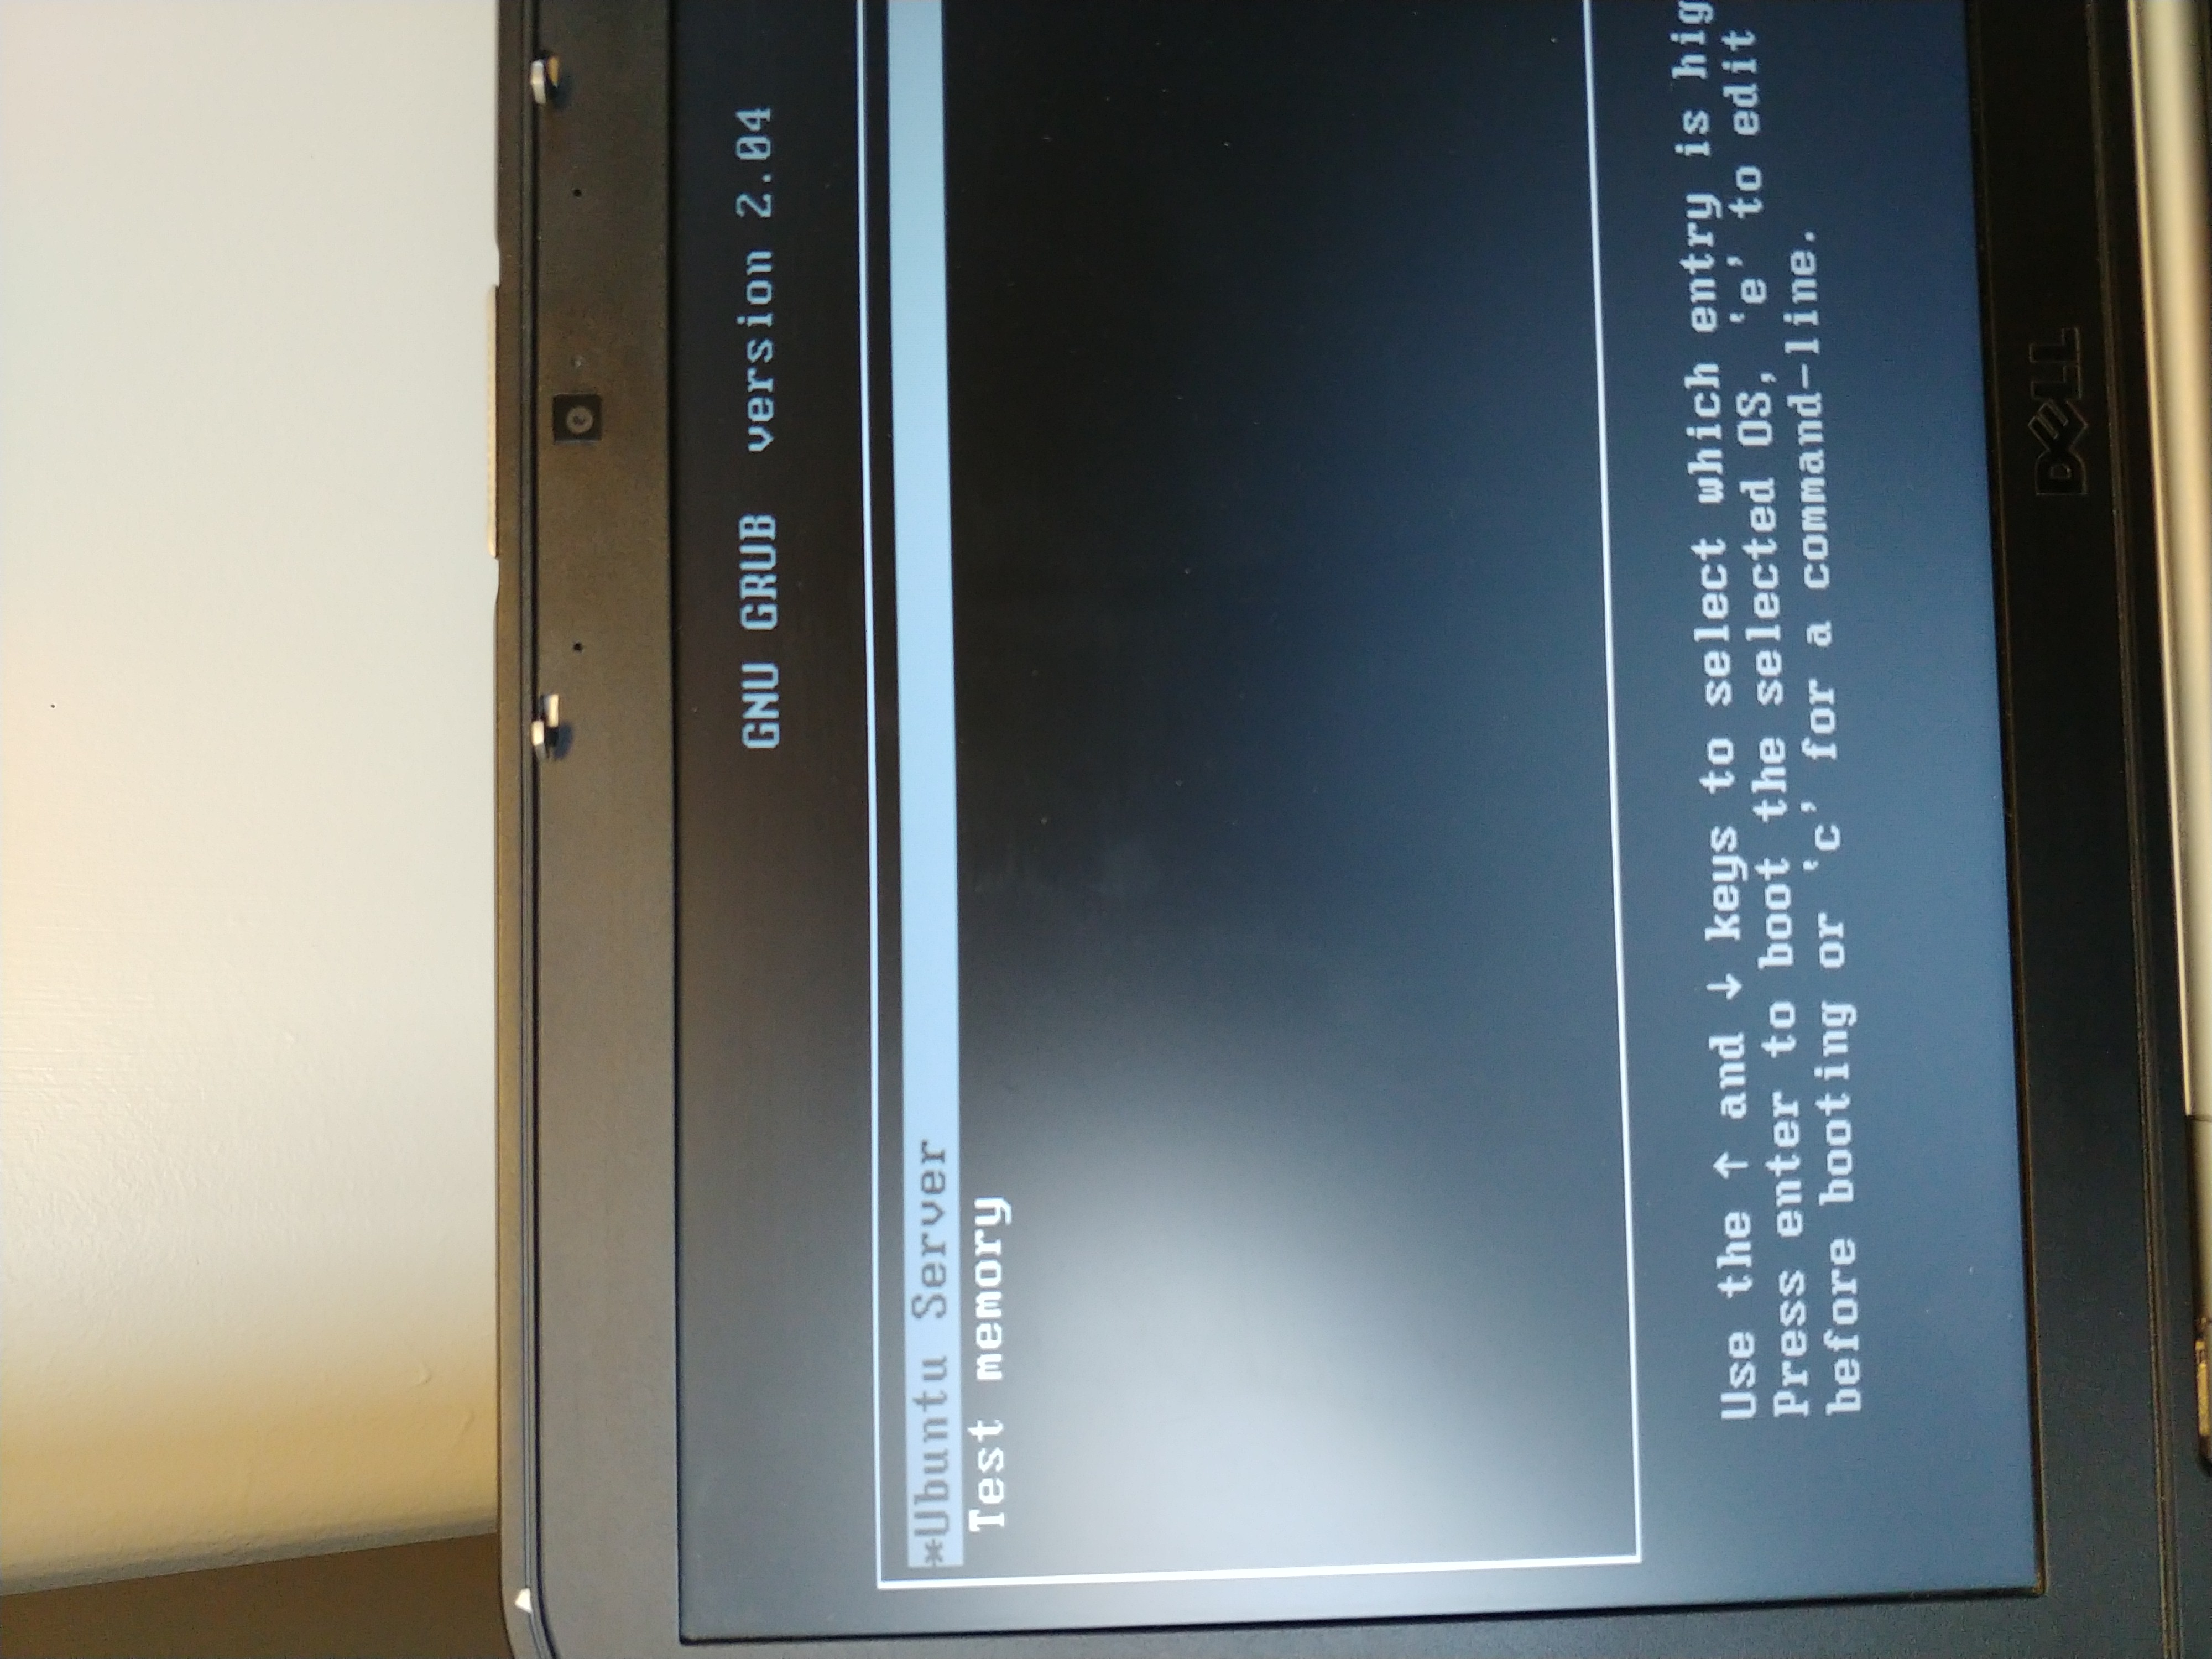 GNU GRUB version 2.04
*Ubuntu Server
Test memory
Use the ↑ and ↓ keys to select which entry is hig
Press enter to boot the selected OS, `e' to edit
before booting or `c' for a command-line.
DELL